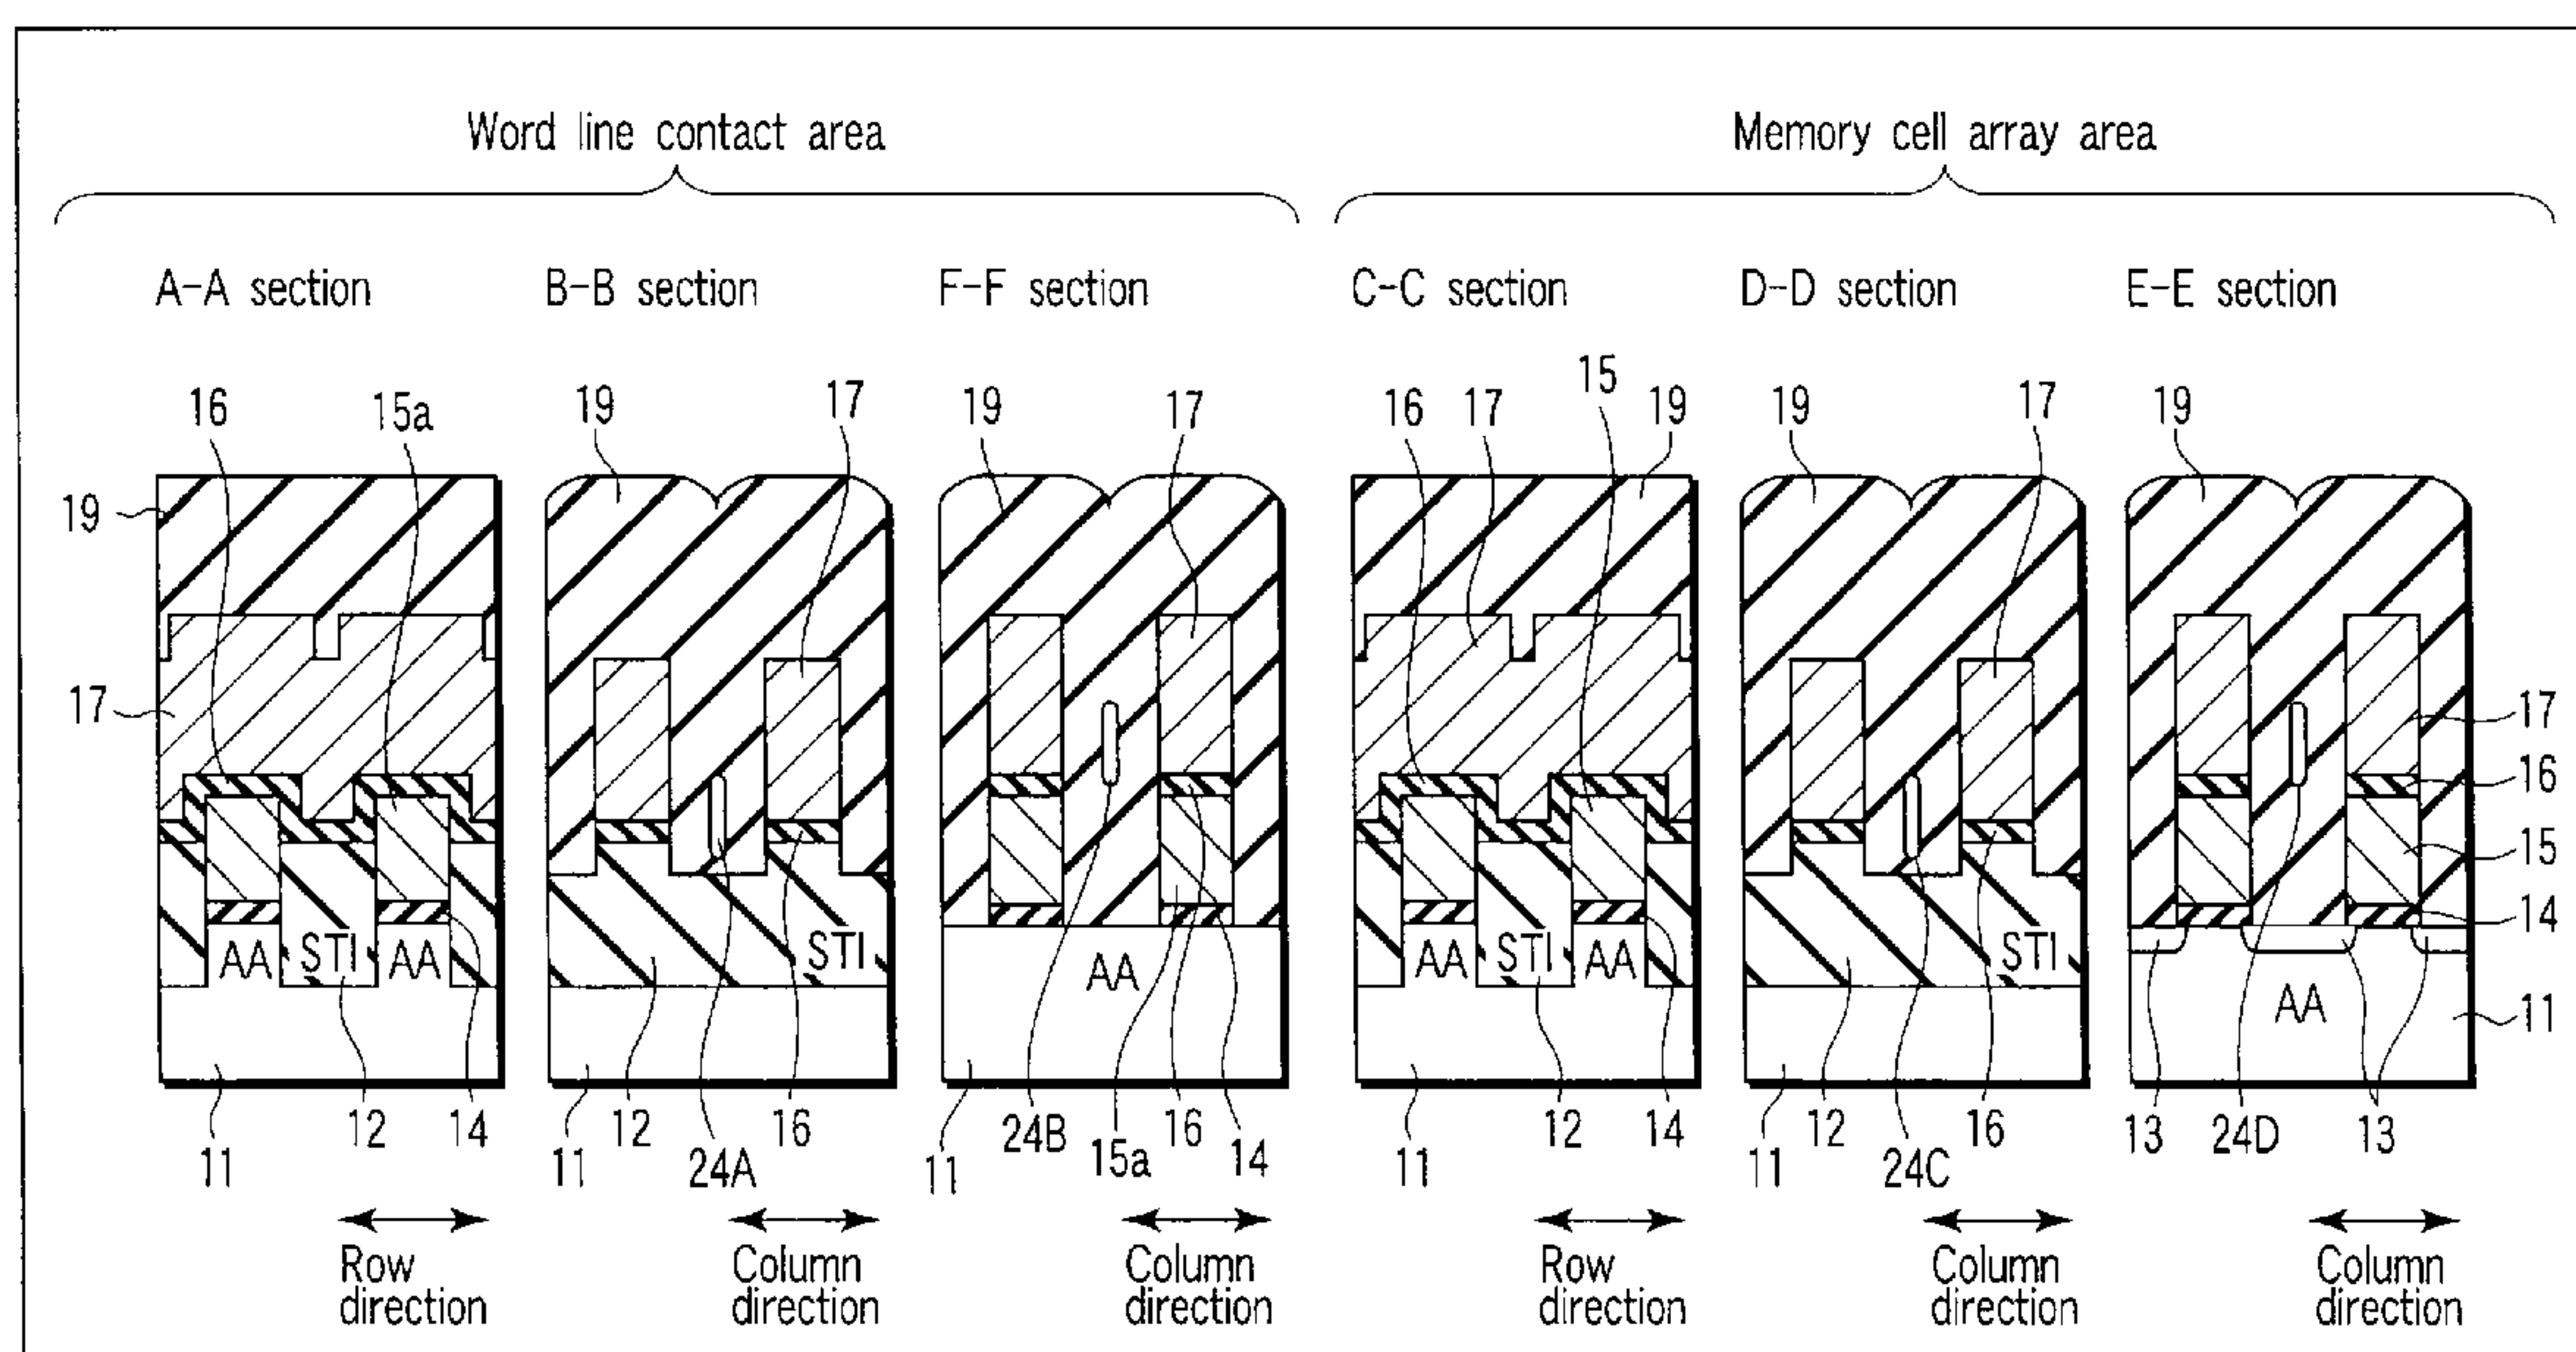 Word line contact area
Memory cell array area
A-A section
B-B section
F-F section
C-C section
D-D section
E-E section
16
15a
19
17
19
17
16
17
15
19
19
17
19
19
17
17
16
15
14
11
AA
STI
AA
STI
AA
AA
STI
AA
STI
AA
11
12
14
11
12
24A
16
11
24B
15a
16
14
11
12
14
11
12
24C
16
13
24D
13
Row
direction
Column
direction
Column
direction
Row
direction
Column
direction
Column
direction